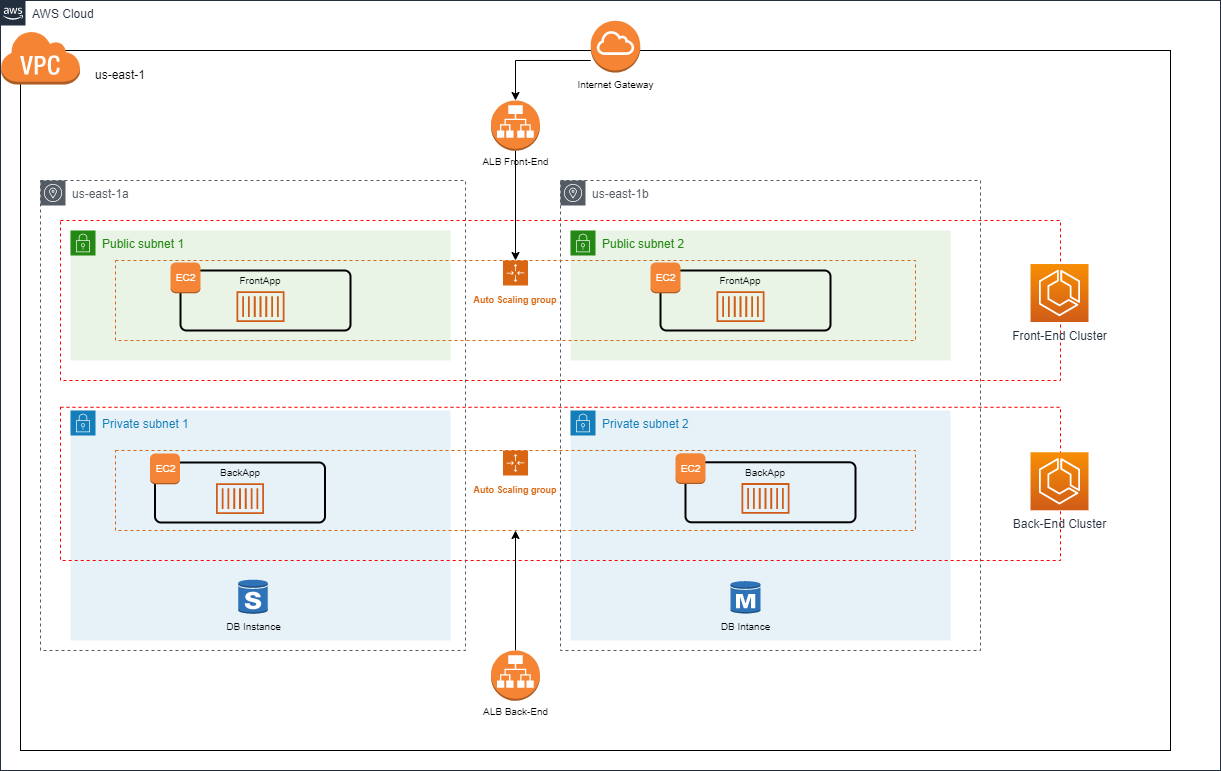 aws
AWS Cloud
VPC
us-east-1
Internet Gateway
ALB Front-End
us-east-1a
us-east-1b
Public subnet 1
Public subnet 2
EC2
FrontApp
Auto Scaling group
EC2
FrontApp
Front-End Cluster
Private subnet 1
Private subnet 2
EC2
BackApp
Auto Scaling group
EC2
BackApp
Back-End Cluster
S
DB Instance
M
DB Intance
ALB Back-End